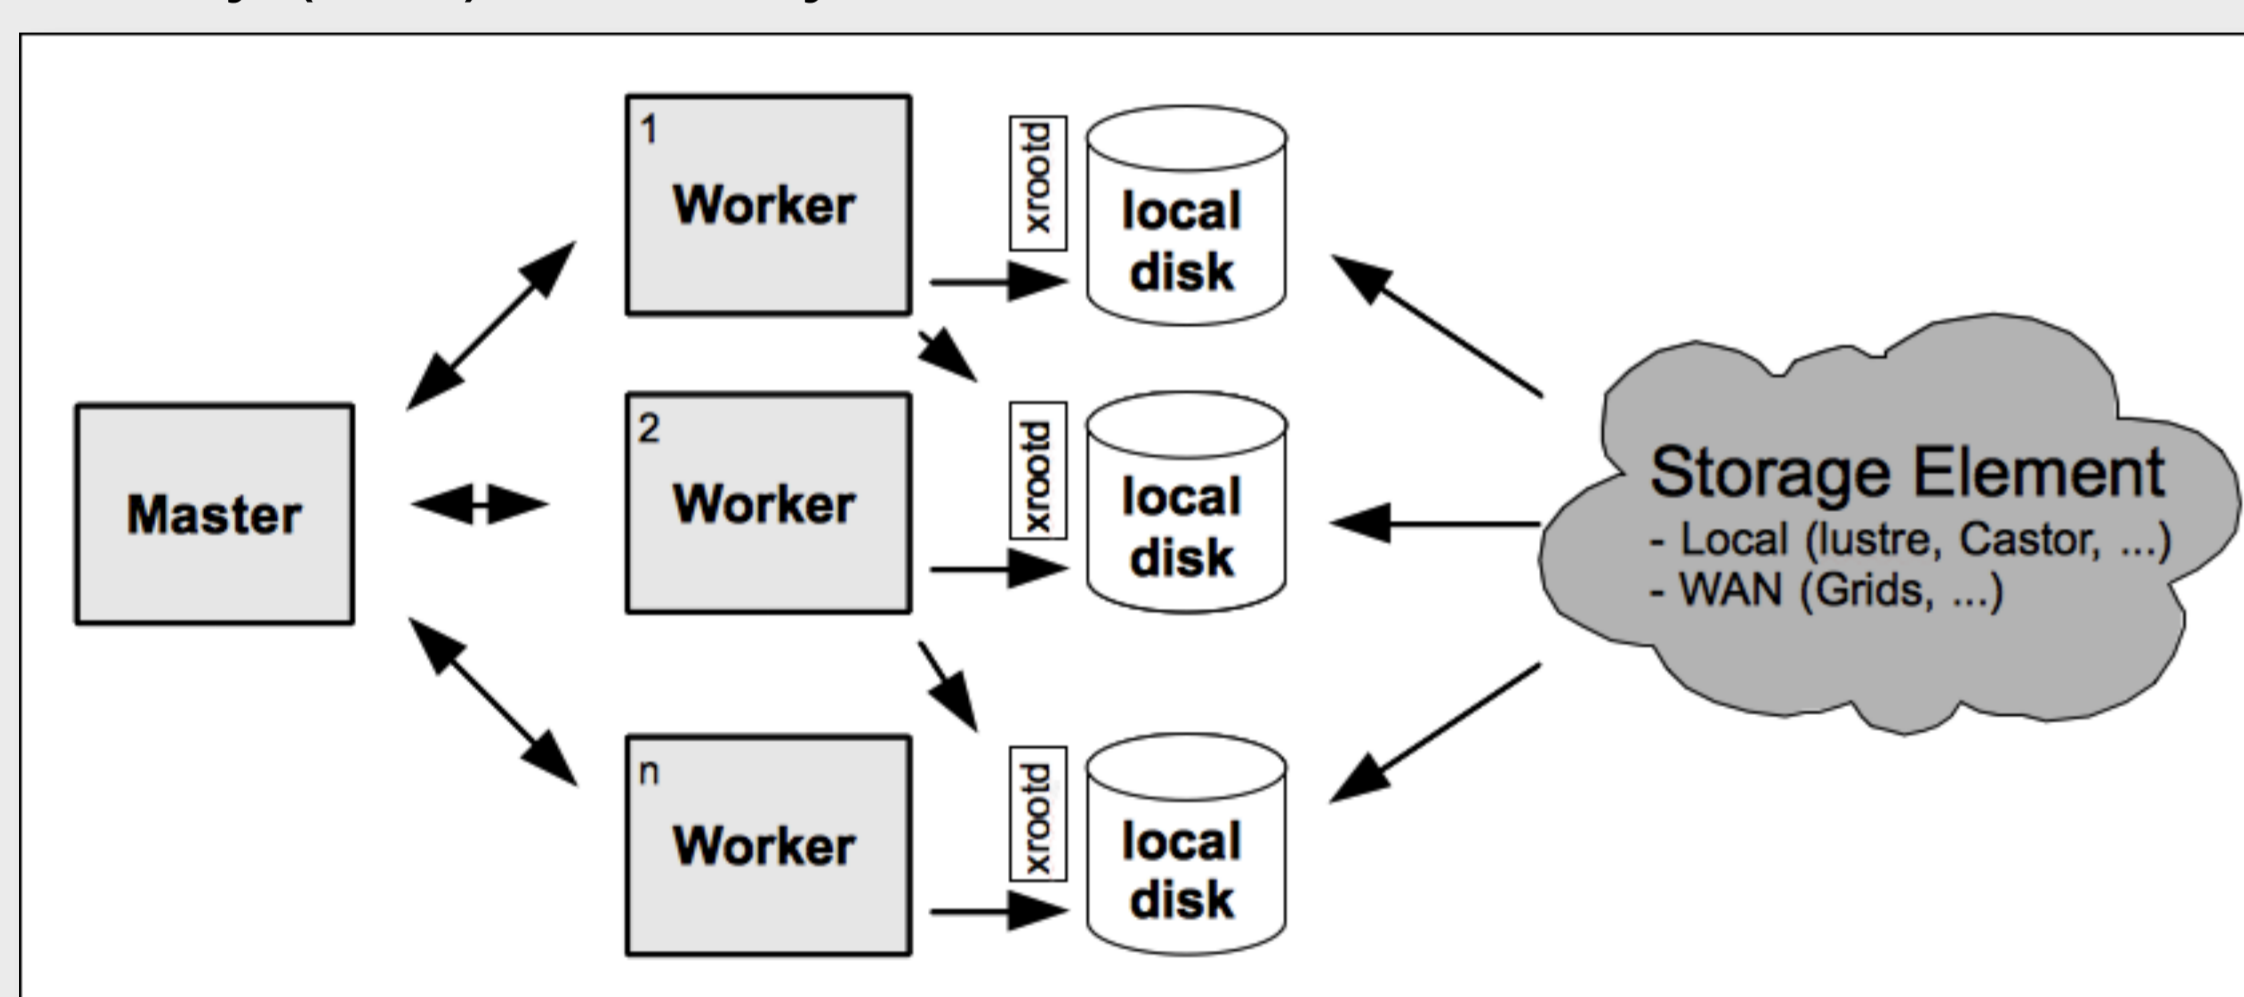 1
Worker
xrootd
local
disk
Master
2
Worker
xrootd
local
disk
Storage Element
- Local (lustre, Castor, ...)
- WAN (Grids, ...)
n
Worker
xrootd
local
disk